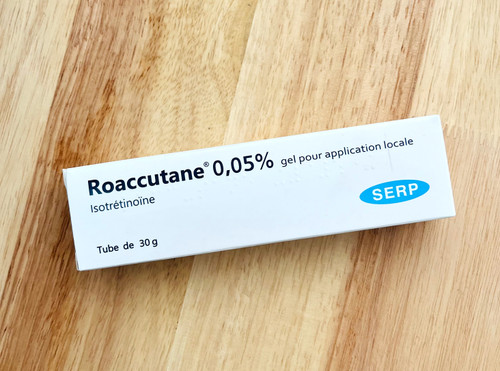 Roaccutane® 0,05% gel pour application locale
Isotrétinoïne
SERP
Tube de 30 g